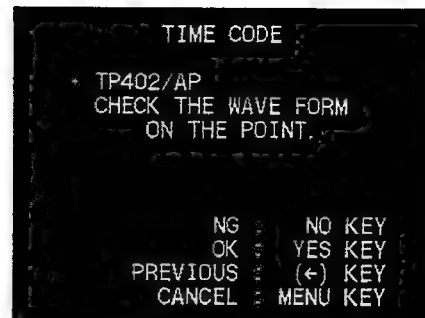 TIME CODE
* TP402/AP
CHECK THE WAVE FORM
ON THE POINT.
NG : NO KEY
OK : YES KEY
PREVIOUS : (←) KEY
CANCEL : MENU KEY